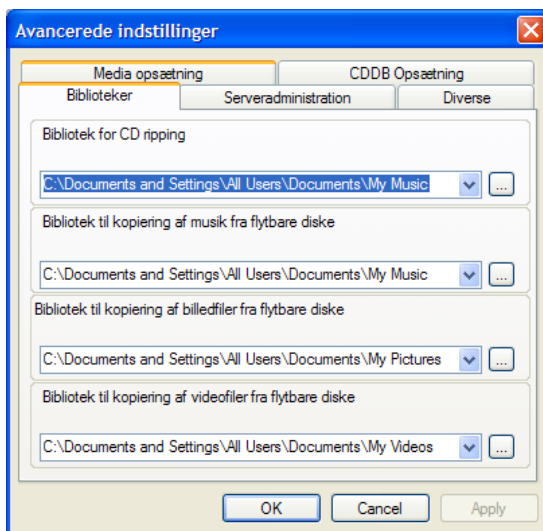 Avancerede indstillinger
Media opsætning CDDB Opsætning
Biblioteker Serveradministration Diverse
Bibliotek for CD ripping
C:\Documents and Settings\All Users\Documents\My Music ...
Bibliotek til kopiering af musik fra flytbare diske
C:\Documents and Settings\All Users\Documents\My Music ...
Bibliotek til kopiering af billedfiler fra flytbare diske
C:\Documents and Settings\All Users\Documents\My Pictures ...
Bibliotek til kopiering af videofiler fra flytbare diske
C:\Documents and Settings\All Users\Documents\My Videos ...
OK Cancel Apply